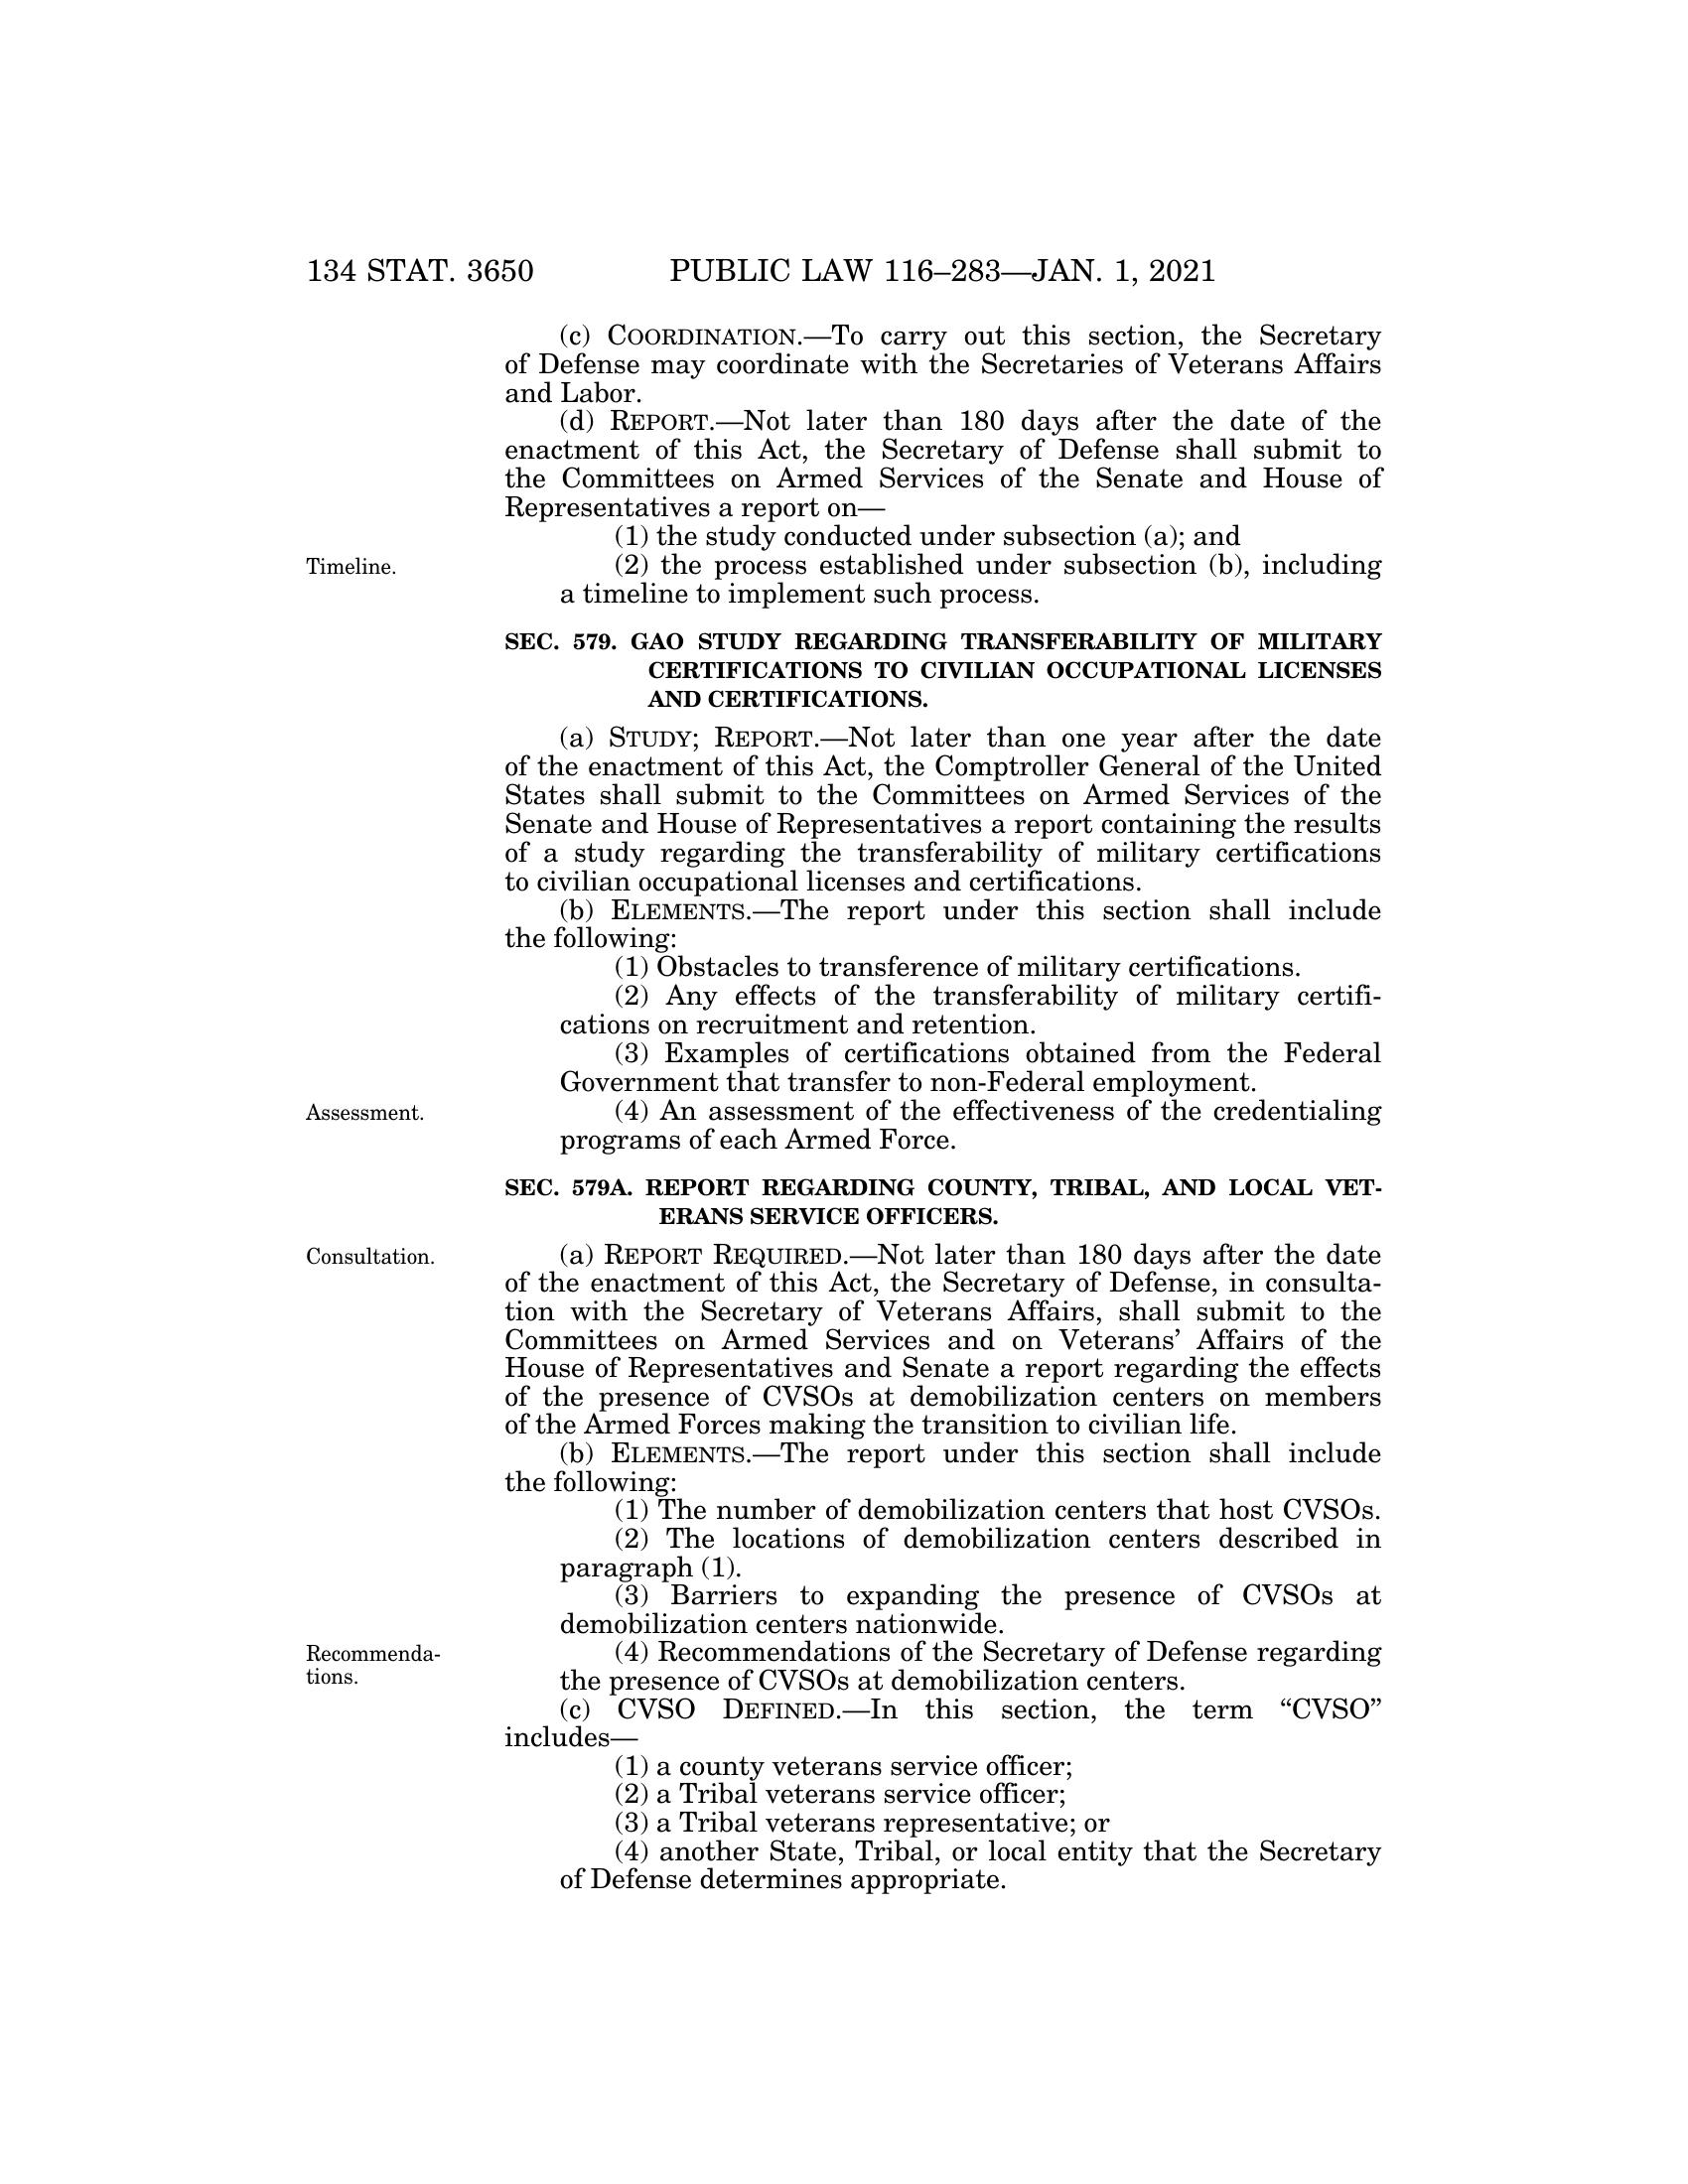 134 STAT. 3650 PUBLIC LAW 116–283—JAN. 1, 2021
(c) COORDINATION.—To carry out this section, the Secretary
of Defense may coordinate with the Secretaries of Veterans Affairs
and Labor.
(d) REPORT.—Not later than 180 days after the date of the
enactment of this Act, the Secretary of Defense shall submit to
the Committees on Armed Services of the Senate and House of
Representatives a report on—
(1) the study conducted under subsection (a); and
Timeline.
(2) the process established under subsection (b), including
a timeline to implement such process.
SEC. 579. GAO STUDY REGARDING TRANSFERABILITY OF MILITARY
CERTIFICATIONS TO CIVILIAN OCCUPATIONAL LICENSES
AND CERTIFICATIONS.
(a) STUDY; REPORT.—Not later than one year after the date
of the enactment of this Act, the Comptroller General of the United
States shall submit to the Committees on Armed Services of the
Senate and House of Representatives a report containing the results
of a study regarding the transferability of military certifications
to civilian occupational licenses and certifications.
(b) ELEMENTS.—The report under this section shall include
the following:
(1) Obstacles to transference of military certifications.
(2) Any effects of the transferability of military certifi-
cations on recruitment and retention.
(3) Examples of certifications obtained from the Federal
Government that transfer to non-Federal employment.
Assessment.
(4) An assessment of the effectiveness of the credentialing
programs of each Armed Force.
SEC. 579A. REPORT REGARDING COUNTY, TRIBAL, AND LOCAL VET-
ERANS SERVICE OFFICERS.
Consultation.
(a) REPORT REQUIRED.—Not later than 180 days after the date
of the enactment of this Act, the Secretary of Defense, in consulta-
tion with the Secretary of Veterans Affairs, shall submit to the
Committees on Armed Services and on Veterans’ Affairs of the
House of Representatives and Senate a report regarding the effects
of the presence of CVSOs at demobilization centers on members
of the Armed Forces making the transition to civilian life.
(b) ELEMENTS.—The report under this section shall include
the following:
(1) The number of demobilization centers that host CVSOs.
(2) The locations of demobilization centers described in
paragraph (1).
(3) Barriers to expanding the presence of CVSOs at
demobilization centers nationwide.
Recommenda-
tions.
(4) Recommendations of the Secretary of Defense regarding
the presence of CVSOs at demobilization centers.
(c) CVSO DEFINED.—In this section, the term “CVSO”
includes—
(1) a county veterans service officer;
(2) a Tribal veterans service officer;
(3) a Tribal veterans representative; or
(4) another State, Tribal, or local entity that the Secretary
of Defense determines appropriate.